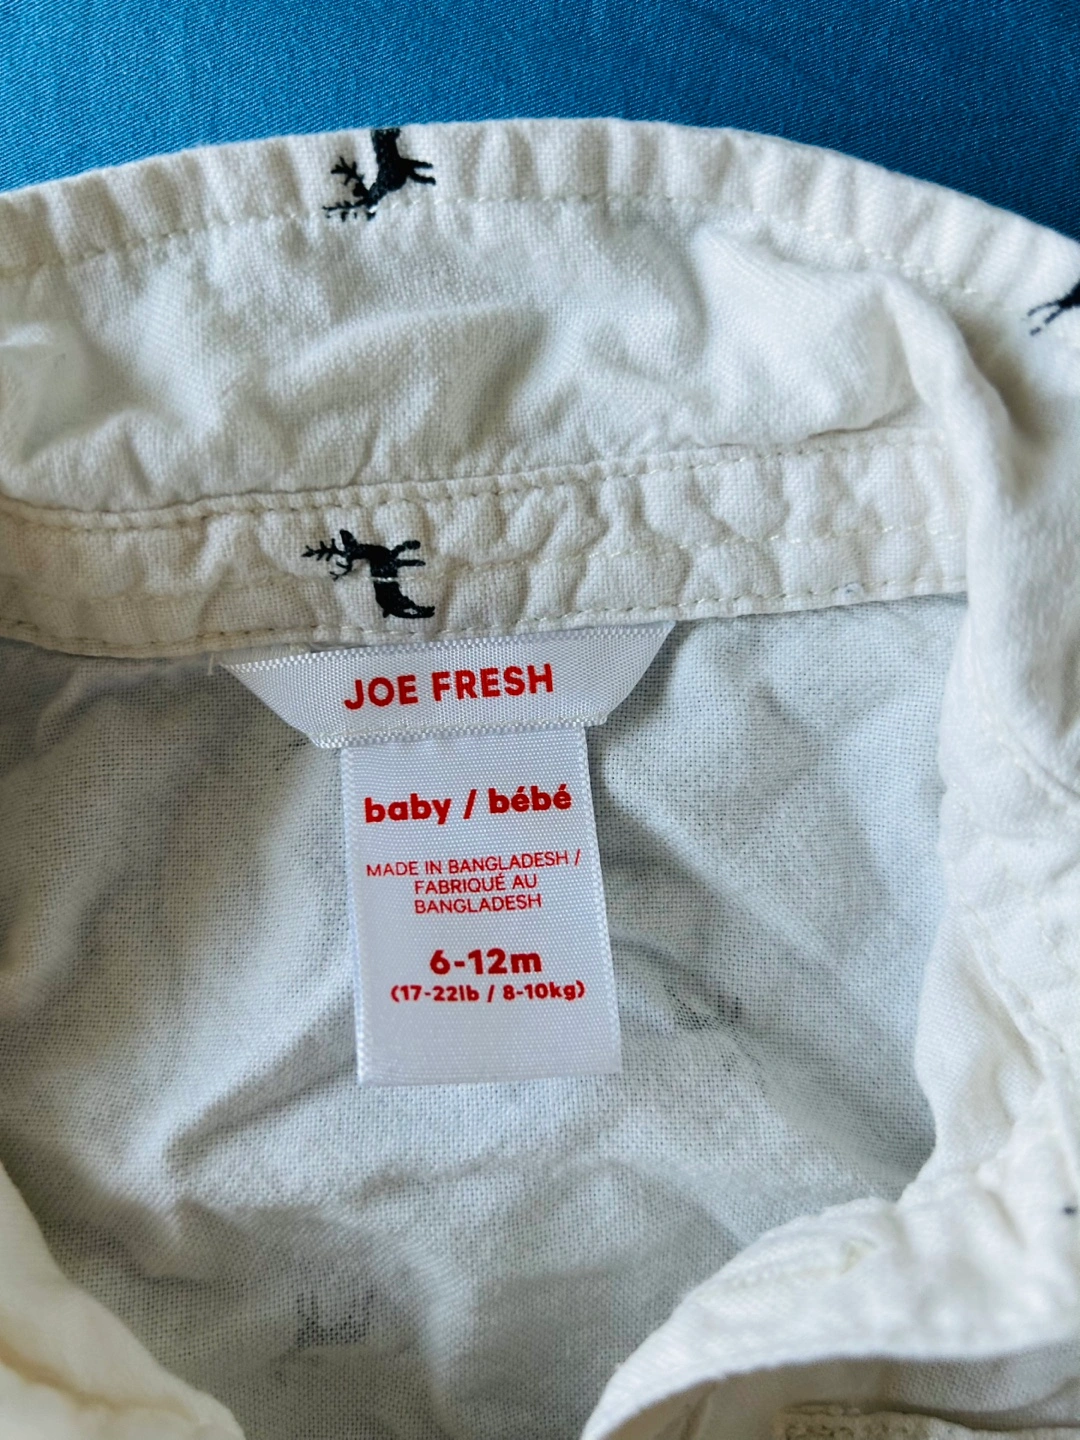 JOE FRESH
baby / bébé
MADE IN BANGLADESH /
FABRIQUÉ AU
BANGLADESH
6-12m
(17-22lb / 8-10kg)